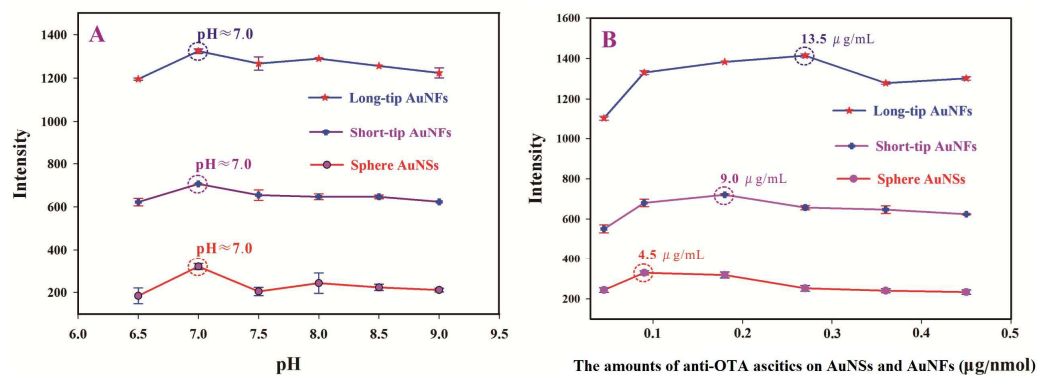 A
pH≈7.0
Long-tip AuNFs
Short-tip AuNFs
Sphere AuNSs
pH≈7.0
pH≈7.0
Intensity
1400
1200
1000
800
600
400
200
6.5
7.0
7.5
8.0
8.5
9.0
9.5
pH
B
13.5 μg/mL
Long-tip AuNFs
Short-tip AuNFs
Sphere AuNSs
9.0 μg/mL
4.5 μg/mL
Intensity
1600
1400
1200
1000
800
600
400
200
0.1
0.2
0.3
0.4
0.5
The amounts of anti-OTA ascitics on AuNSs and AuNFs (μg/nmol)